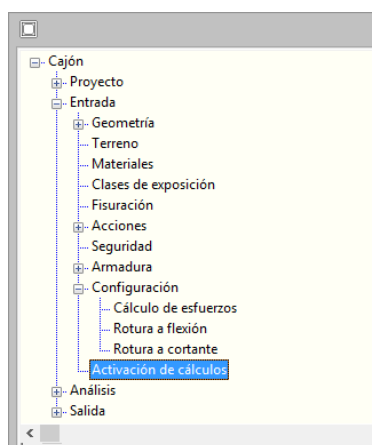 Cajón
Proyecto
Entrada
Geometría
Terreno
Materiales
Clases de exposición
Fisuración
Acciones
Seguridad
Armadura
Configuración
Cálculo de esfuerzos
Rotura a flexión
Rotura a cortante
Activación de cálculos
Análisis
Salida